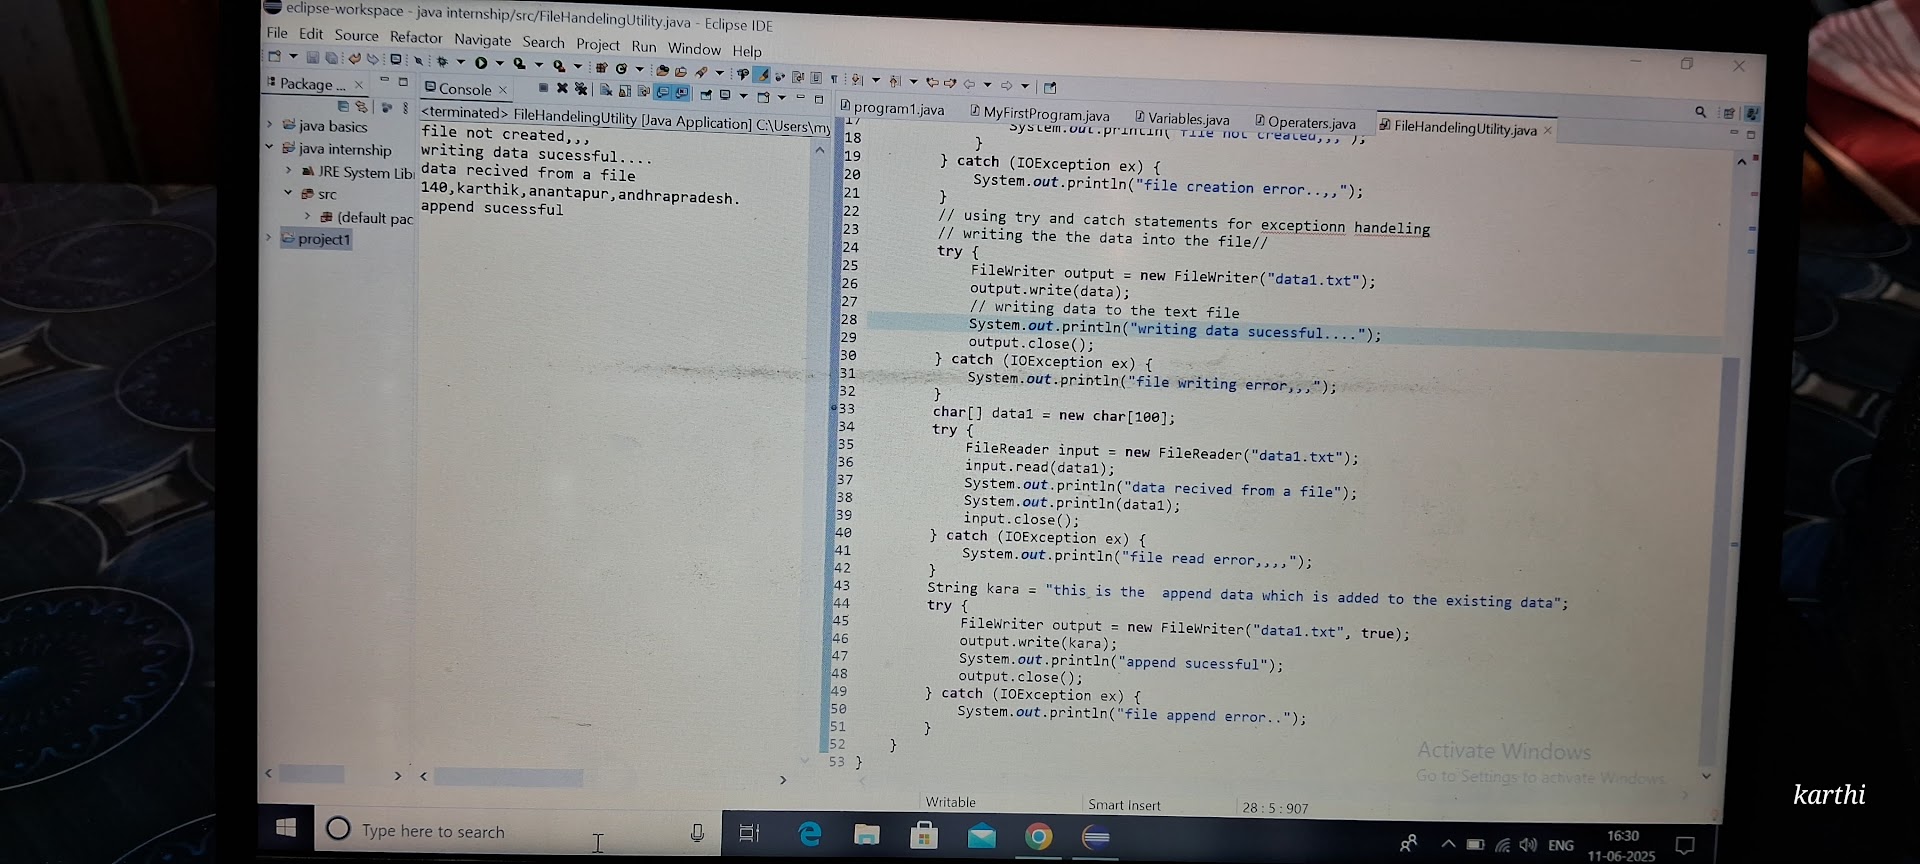 eclipse-workspace - java internship/src/FileHandelingUtility.java - Eclipse IDE
File Edit Source Refactor Navigate Search Project Run Window Help
Package ...
java basics
java internship
JRE System Lib
src
(default pac
project1
Console
<terminated> FileHandelingUtility [Java Application] C:\Users\my
file not created,,,
writing data sucessful....
data recived from a file
140,karthik,anantapur,andhrapradesh.
append sucessful
program1.java MyFirstProgram.java Variables.java Operaters.java FileHandelingUtility.java
17 System.out.println("file not created,,,");
18 }
19 } catch (IOException ex) {
20 System.out.println("file creation error..,,");
21 }
22 // using try and catch statements for exceptionn handeling
23 // writing the the data into the file//
24 try {
25 FileWriter output = new FileWriter("data1.txt");
26 output.write(data);
27 // writing data to the text file
28 System.out.println("writing data sucessful....");
29 output.close();
30 } catch (IOException ex) {
31 System.out.println("file writing error,,,");
32 }
33 char[] data1 = new char[100];
34 try {
35 FileReader input = new FileReader("data1.txt");
36 input.read(data1);
37 System.out.println("data recived from a file");
38 System.out.println(data1);
39 input.close();
40 } catch (IOException ex) {
41 System.out.println("file read error,,,,");
42 }
43 String kara = "this is the  append data which is added to the existing data";
44 try {
45 FileWriter output = new FileWriter("data1.txt", true);
46 output.write(kara);
47 System.out.println("append sucessful");
48 output.close();
49 } catch (IOException ex) {
50 System.out.println("file append error..");
51 }
52 }
53 }
Activate Windows
Go to Settings to activate Windows.
Writable Smart Insert 28 : 5 : 907
Type here to search
ENG
16:30
11-06-2025
karthi